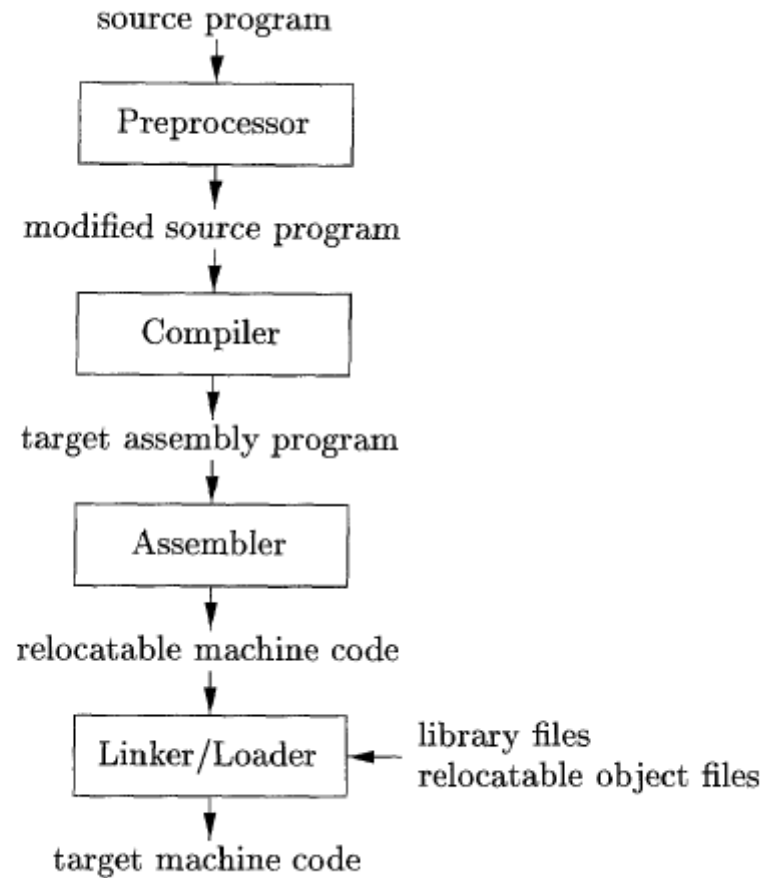 source program
Preprocessor
modified source program
Compiler
target assembly program
Assembler
relocatable machine code
Linker/Loader
library files
relocatable object files
target machine code